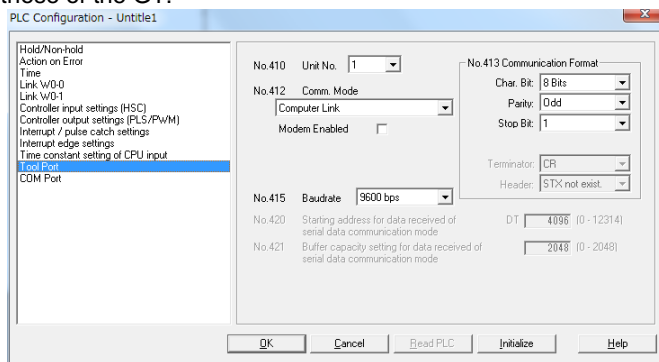 those of the GT.
PLC Configuration - Untitle1
Hold/Non-hold
Action on Error
Time
Link W0-0
Link W0-1
Controller input settings (HSC)
Controller output settings (PLS/PWM)
Interrupt / pulse catch settings
Interrupt edge settings
Time constant setting of CPU input
Tool Port
COM Port
No.410 Unit No. 1
No.412 Comm. Mode
Computer Link
Modem Enabled
No.413 Communication Format
Char. Bit: 8 Bits
Parity: Odd
Stop Bit: 1
Terminator: CR
Header: STX not exist.
No.415 Baudrate 9600 bps
No.420 Starting address for data received of serial data communication mode DT 4096 (0 - 12314)
No.421 Buffer capacity setting for data received of serial data communication mode 2048 (0 - 2048)
OK Cancel Read PLC Initialize Help